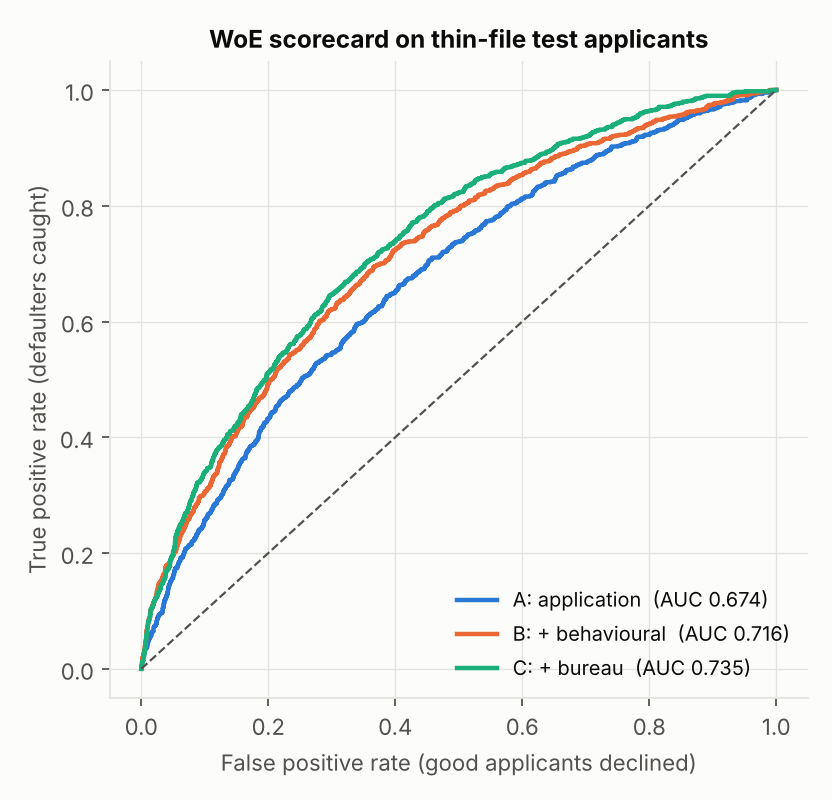 WoE scorecard on thin-file test applicants
True positive rate (defaulters caught)
1.0
0.8
0.6
0.4
0.2
0.0
A: application (AUC 0.674)
B: + behavioural (AUC 0.716)
C: + bureau (AUC 0.735)
0.0 0.2 0.4 0.6 0.8 1.0
False positive rate (good applicants declined)